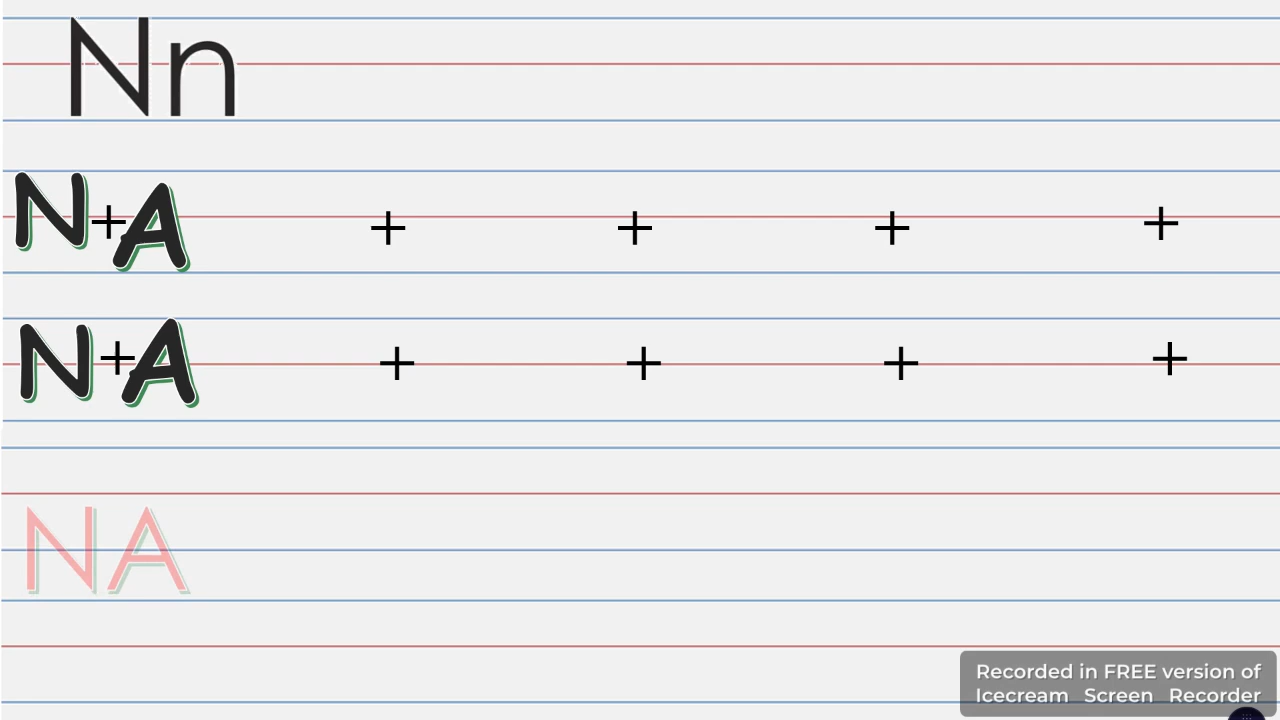 Nn
N+A + + + +
N+A + + + +
NA
Recorded in FREE version of
Icecream Screen Recorder